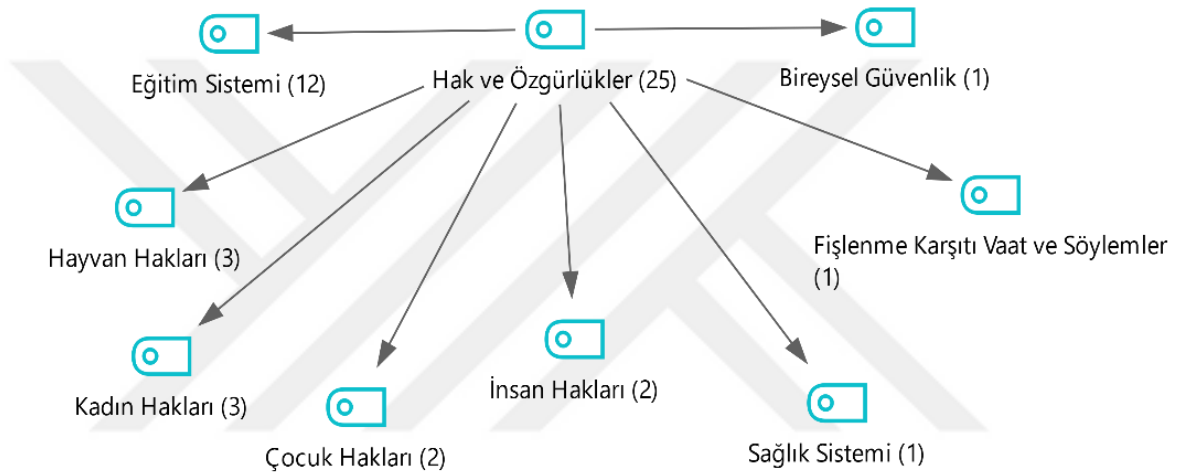 Eğitim Sistemi (12)
Hak ve Özgürlükler (25)
Bireysel Güvenlik (1)
Hayvan Hakları (3)
Fişlenme Karşıtı Vaat ve Söylemler
(1)
Kadın Hakları (3)
İnsan Hakları (2)
Çocuk Hakları (2)
Sağlık Sistemi (1)